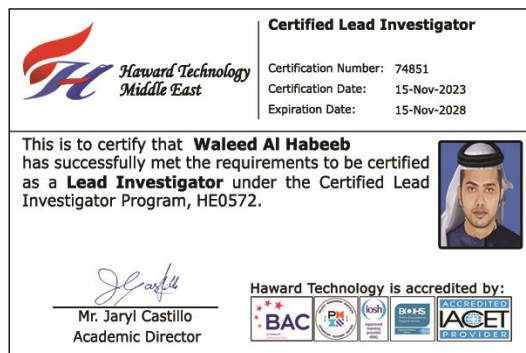 Haward Technology
Middle East
Certified Lead Investigator
Certification Number: 74851
Certification Date: 15-Nov-2023
Expiration Date: 15-Nov-2028
This is to certify that Waleed Al Habeeb
has successfully met the requirements to be certified
as a Lead Investigator under the Certified Lead
Investigator Program, HE0572.
Mr. Jaryl Castillo
Academic Director
Haward Technology is accredited by:
BAC
iosh
ACCREDITED
IACET
PROVIDER